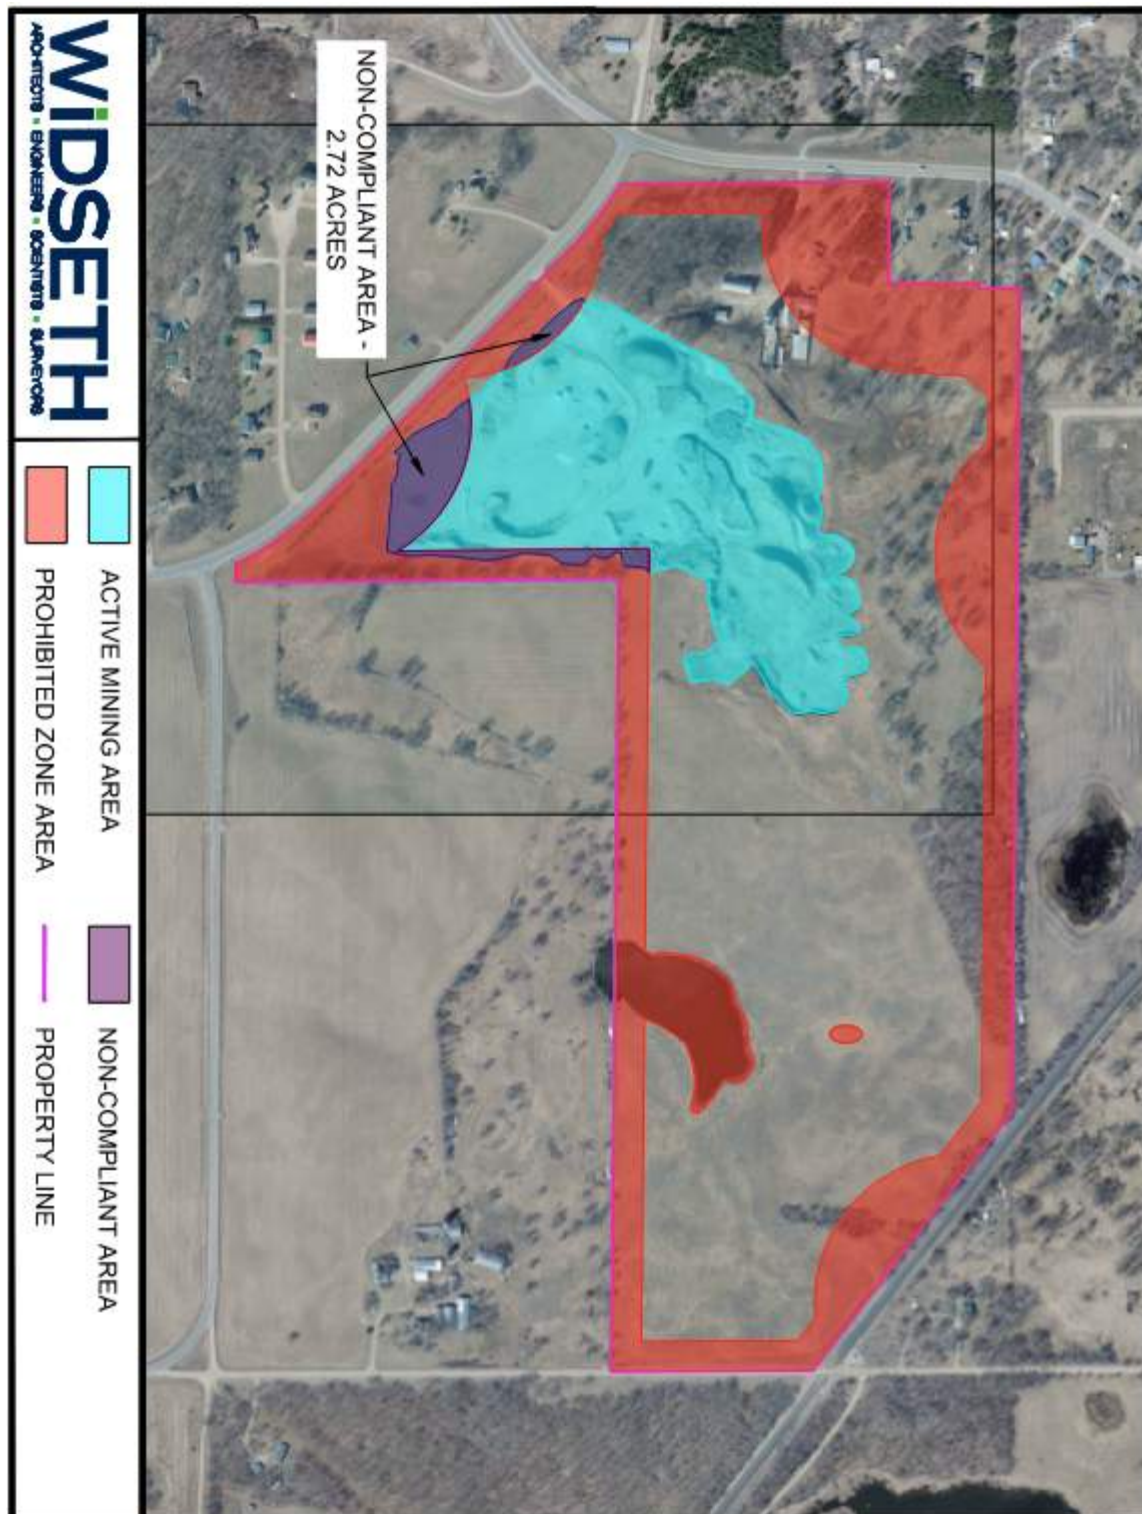 NON-COMPLIANT AREA -
2.72 ACRES
WiDSETH
ARCHITECTS ▪ ENGINEERS ▪ SCIENTISTS ▪ SURVEYORS
ACTIVE MINING AREA
PROHIBITED ZONE AREA
NON-COMPLIANT AREA
PROPERTY LINE